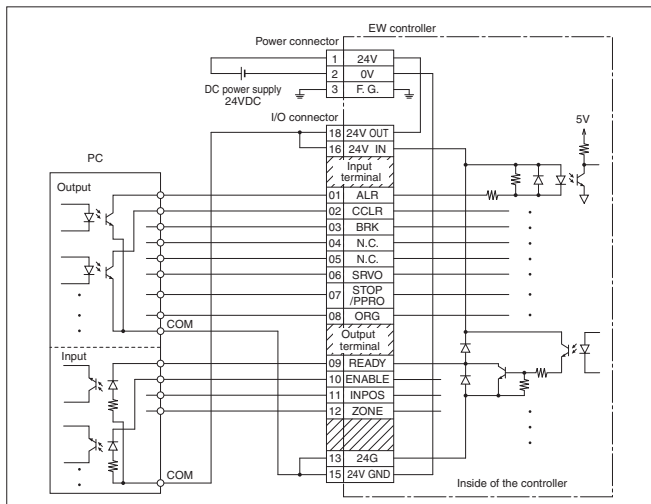 EW controller
Power connector
1 24V
2 0V
3 F. G.
DC power supply
24VDC
I/O connector
18 24V OUT
16 24V IN
Input
terminal
01 ALR
02 CCLR
03 BRK
04 N.C.
05 N.C.
06 SRVO
07 STOP
/PPRO
08 ORG
Output
terminal
09 READY
10 ENABLE
11 INPOS
12 ZONE
13 24G
15 24V GND
PC
Output
COM
Input
COM
5V
Inside of the controller